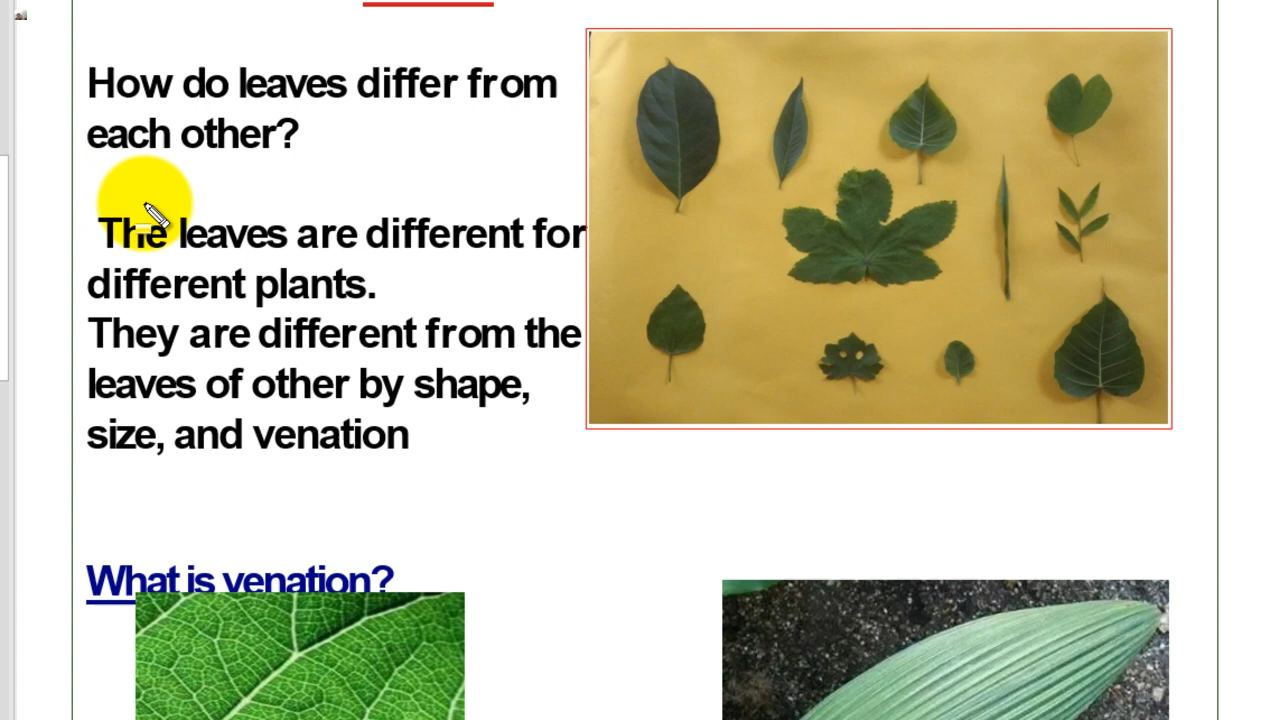 How do leaves differ from
each other?
The leaves are different for
different plants.
They are different from the
leaves of other by shape,
size, and venation
What is venation?